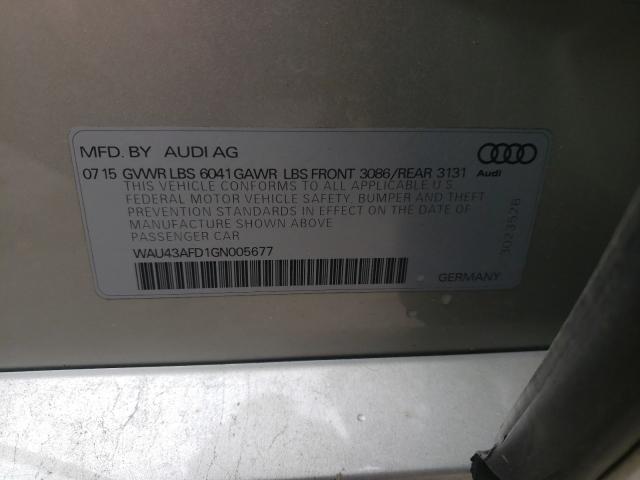 MFD. BY AUDI AG
07 15 GVWR LBS 6041 GAWR LBS FRONT 3086/REAR 3131
THIS VEHICLE CONFORMS TO ALL APPLICABLE U.S.
FEDERAL MOTOR VEHICLE SAFETY, BUMPER AND THEFT
PREVENTION STANDARDS IN EFFECT ON THE DATE OF
MANUFACTURE SHOWN ABOVE
PASSENGER CAR
WAU43AFD1GN005677
Audi
3023526
GERMANY